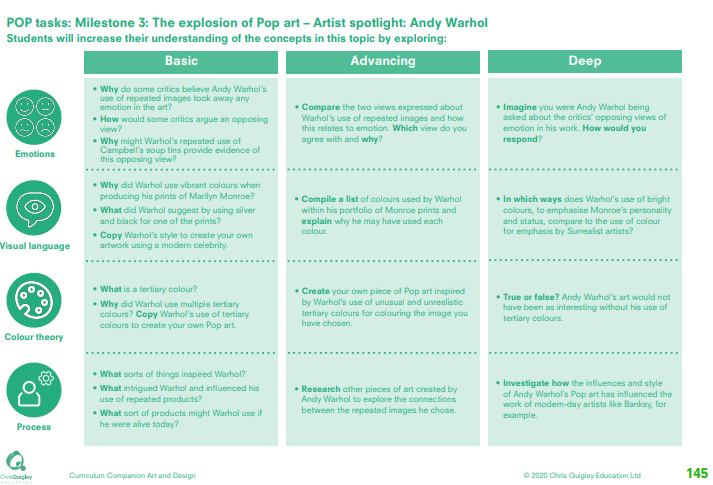 POP tasks: Milestone 3: The explosion of Pop art – Artist spotlight: Andy Warhol
Students will increase their understanding of the concepts in this topic by exploring:
Basic
Advancing
Deep
Emotions
• Why do some critics believe Andy Warhol's
use of repeated images took away any
emotion in the art?
• How would some critics argue an opposing
view?
• Why might Warhol's repeated use of
Campbell's soup tins provide evidence of
this opposing view?
• Compare the two views expressed about
Warhol's use of repeated images and how
this relates to emotion. Which view do you
agree with and why?
• Imagine you were Andy Warhol being
asked about the critics' opposing views of
emotion in his work. How would you
respond?
Visual language
• Why did Warhol use vibrant colours when
producing his prints of Marilyn Monroe?
• What did Warhol suggest by using silver
and black for one of the prints?
• Copy Warhol's style to create your own
artwork using a modern celebrity.
• Compile a list of colours used by Warhol
within his portfolio of Monroe prints and
explain why he may have used each
colour.
• In which ways does Warhol's use of bright
colours, to emphasise Monroe's personality
and status, compare to the use of colour
for emphasis by Surrealist artists?
Colour theory
• What is a tertiary colour?
• Why did Warhol use multiple tertiary
colours? Copy Warhol's use of tertiary
colours to create your own Pop art.
• Create your own piece of Pop art inspired
by Warhol's use of unusual and unrealistic
tertiary colours for colouring the image you
have chosen.
• True or false? Andy Warhol's art would not
have been as interesting without his use of
tertiary colours.
Process
• What sorts of things inspired Warhol?
• What intrigued Warhol and influenced his
use of repeated products?
• What sort of products might Warhol use if
he were alive today?
• Research other pieces of art created by
Andy Warhol to explore the connections
between the repeated images he chose.
• Investigate how the influences and style
of Andy Warhol's Pop art has influenced the
work of modern-day artists like Banksy, for
example.
ChrisQuigley
Education
Curriculum Companion Art and Design
© 2020 Chris Quigley Education Ltd
145